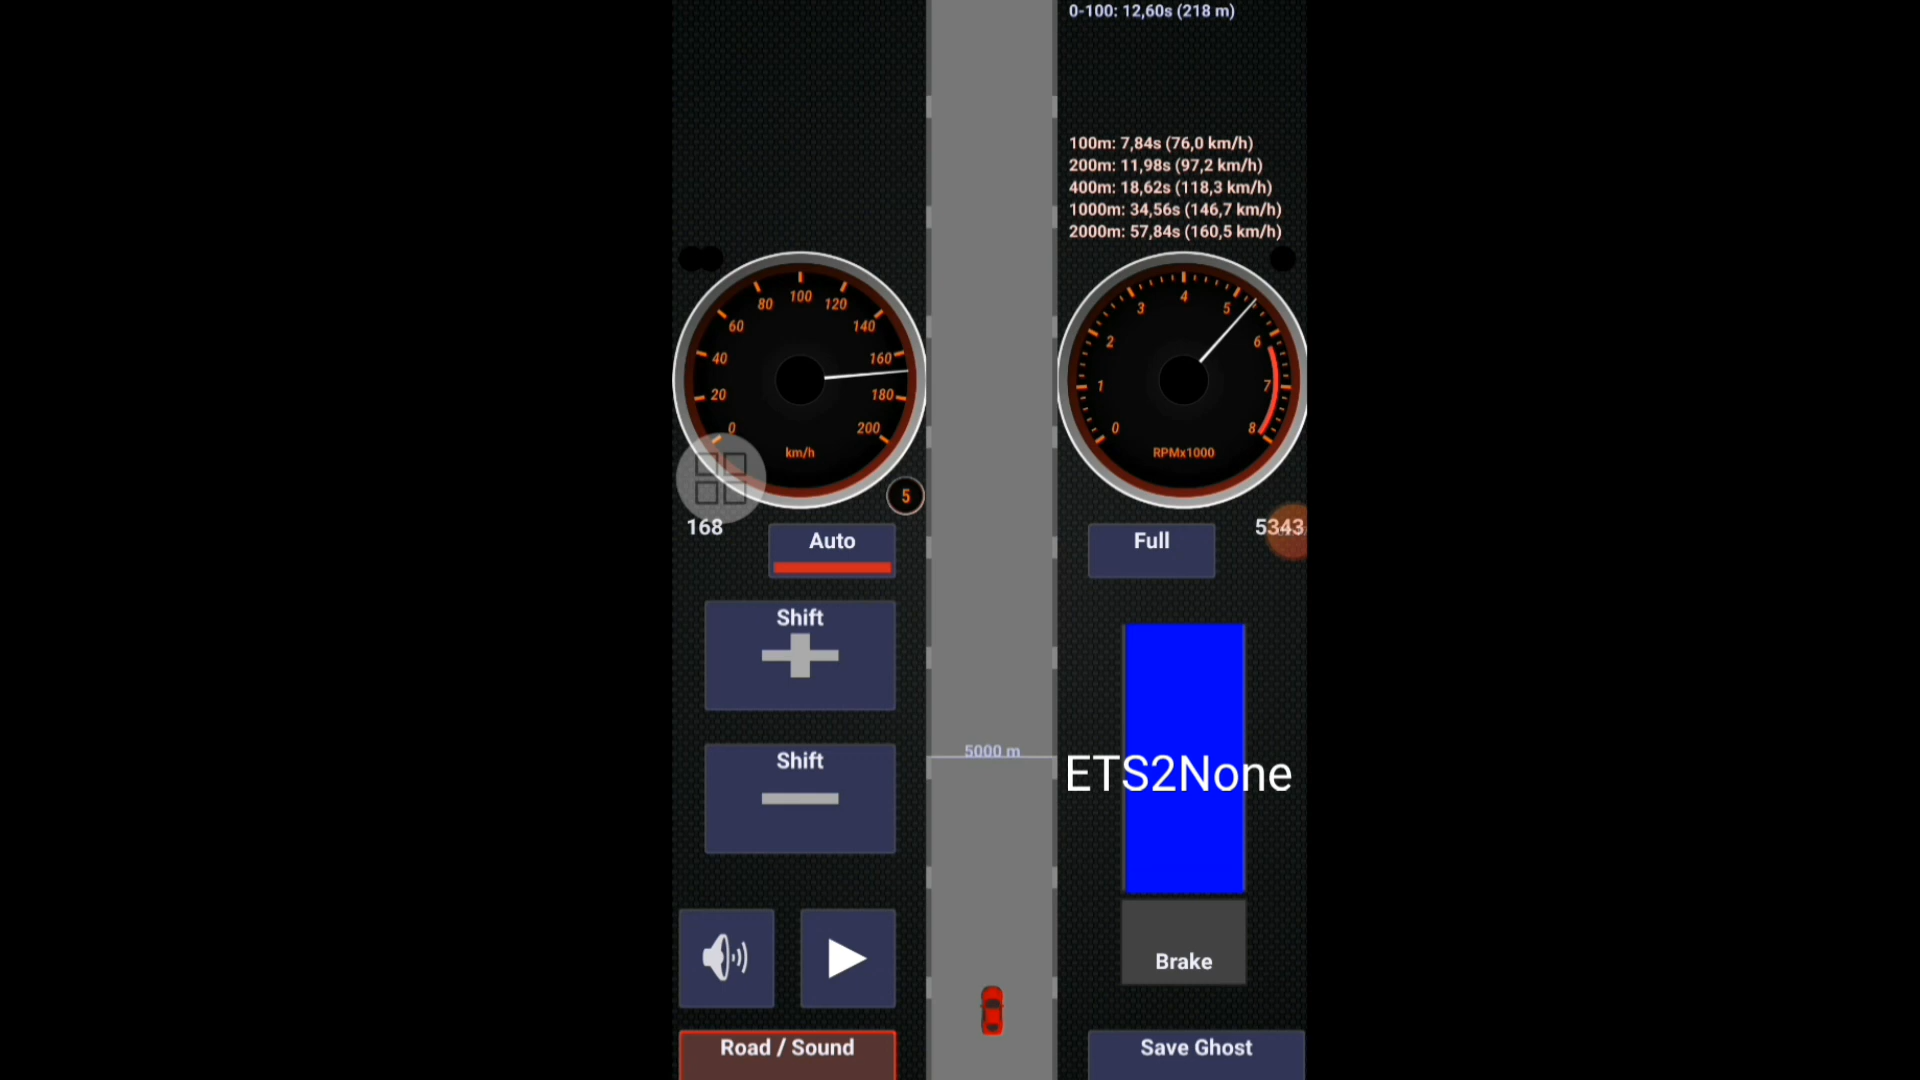 0-100: 12,60s (218 m)
100m: 7,84s (76,0 km/h)
200m: 11,98s (97,2 km/h)
400m: 18,62s (118,3 km/h)
1000m: 34,56s (146,7 km/h)
2000m: 57,84s (160,5 km/h)
0
20
40
60
80
100
120
140
160
180
200
km/h
5
168
0
1
2
3
4
5
6
7
8
RPMx1000
5343
Auto
Full
Shift
Shift
5000 m
ETS2None
Brake
Road / Sound
Save Ghost